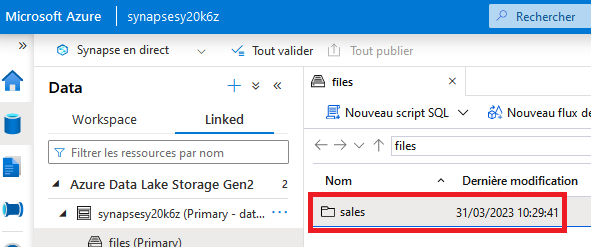 Microsoft Azure
synapsesy20k6z
Rechercher
Synapse en direct
Tout valider
Tout publier
Data
Workspace
Linked
Filtrer les ressources par nom
Azure Data Lake Storage Gen2 2
synapsesy20k6z (Primary - dat...
files (Primary)
files
Nouveau script SQL
Nouveau flux de
files
Nom
Dernière modification
sales
31/03/2023 10:29:41